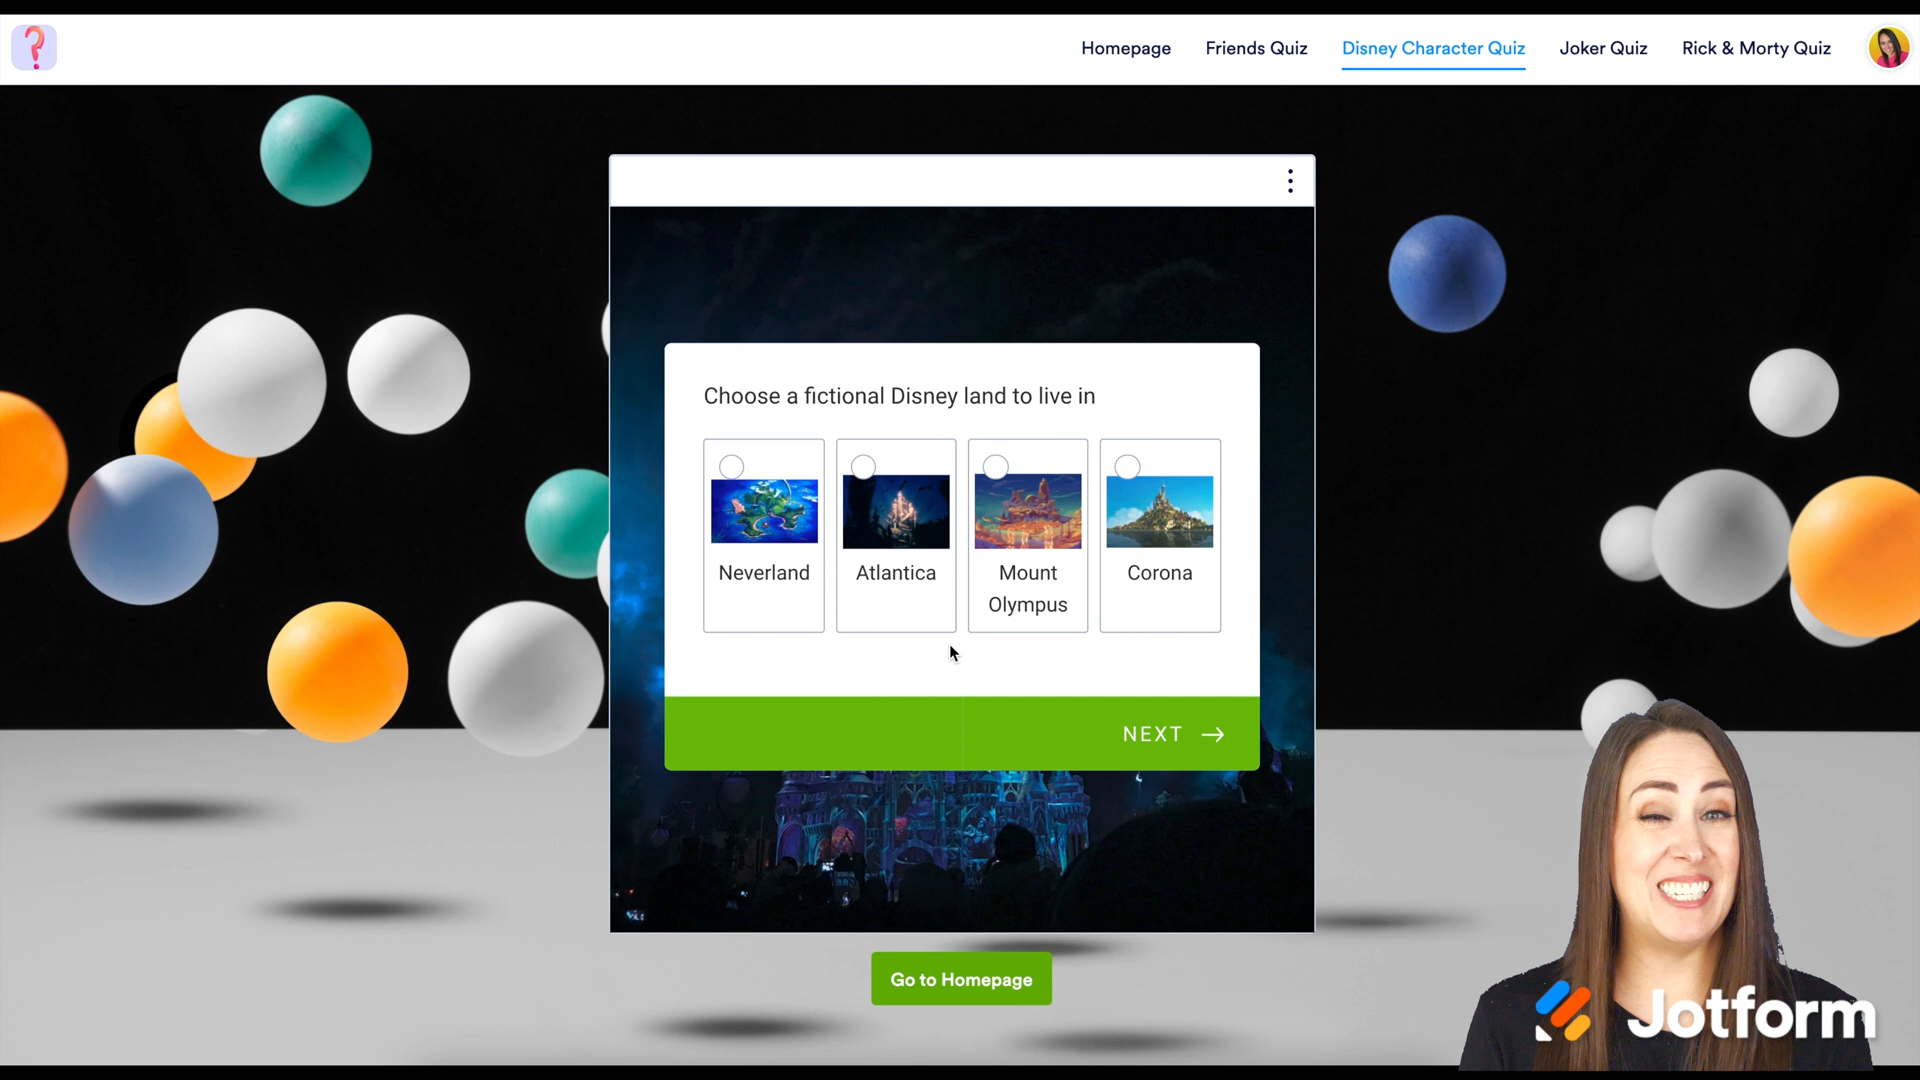 Homepage Friends Quiz Disney Character Quiz Joker Quiz Rick & Morty Quiz
Choose a fictional Disney land to live in
Neverland Atlantica Mount Olympus Corona
NEXT →
Go to Homepage
Jotform